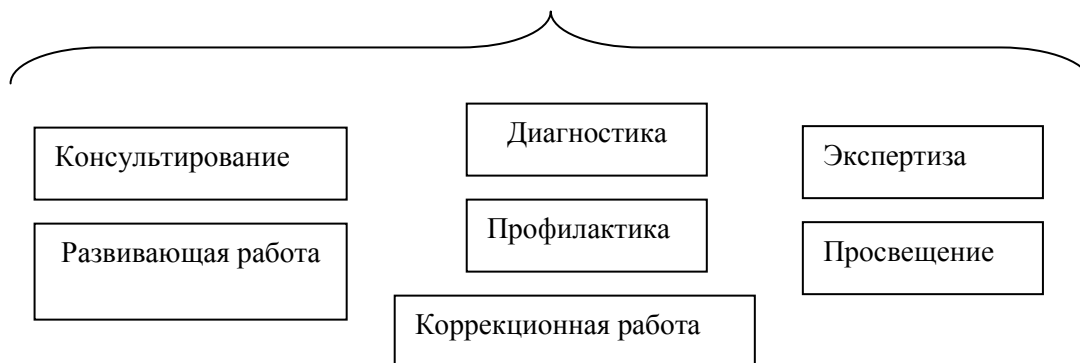 Консультирование
Диагностика
Экспертиза
Развивающая работа
Профилактика
Просвещение
Коррекционная работа